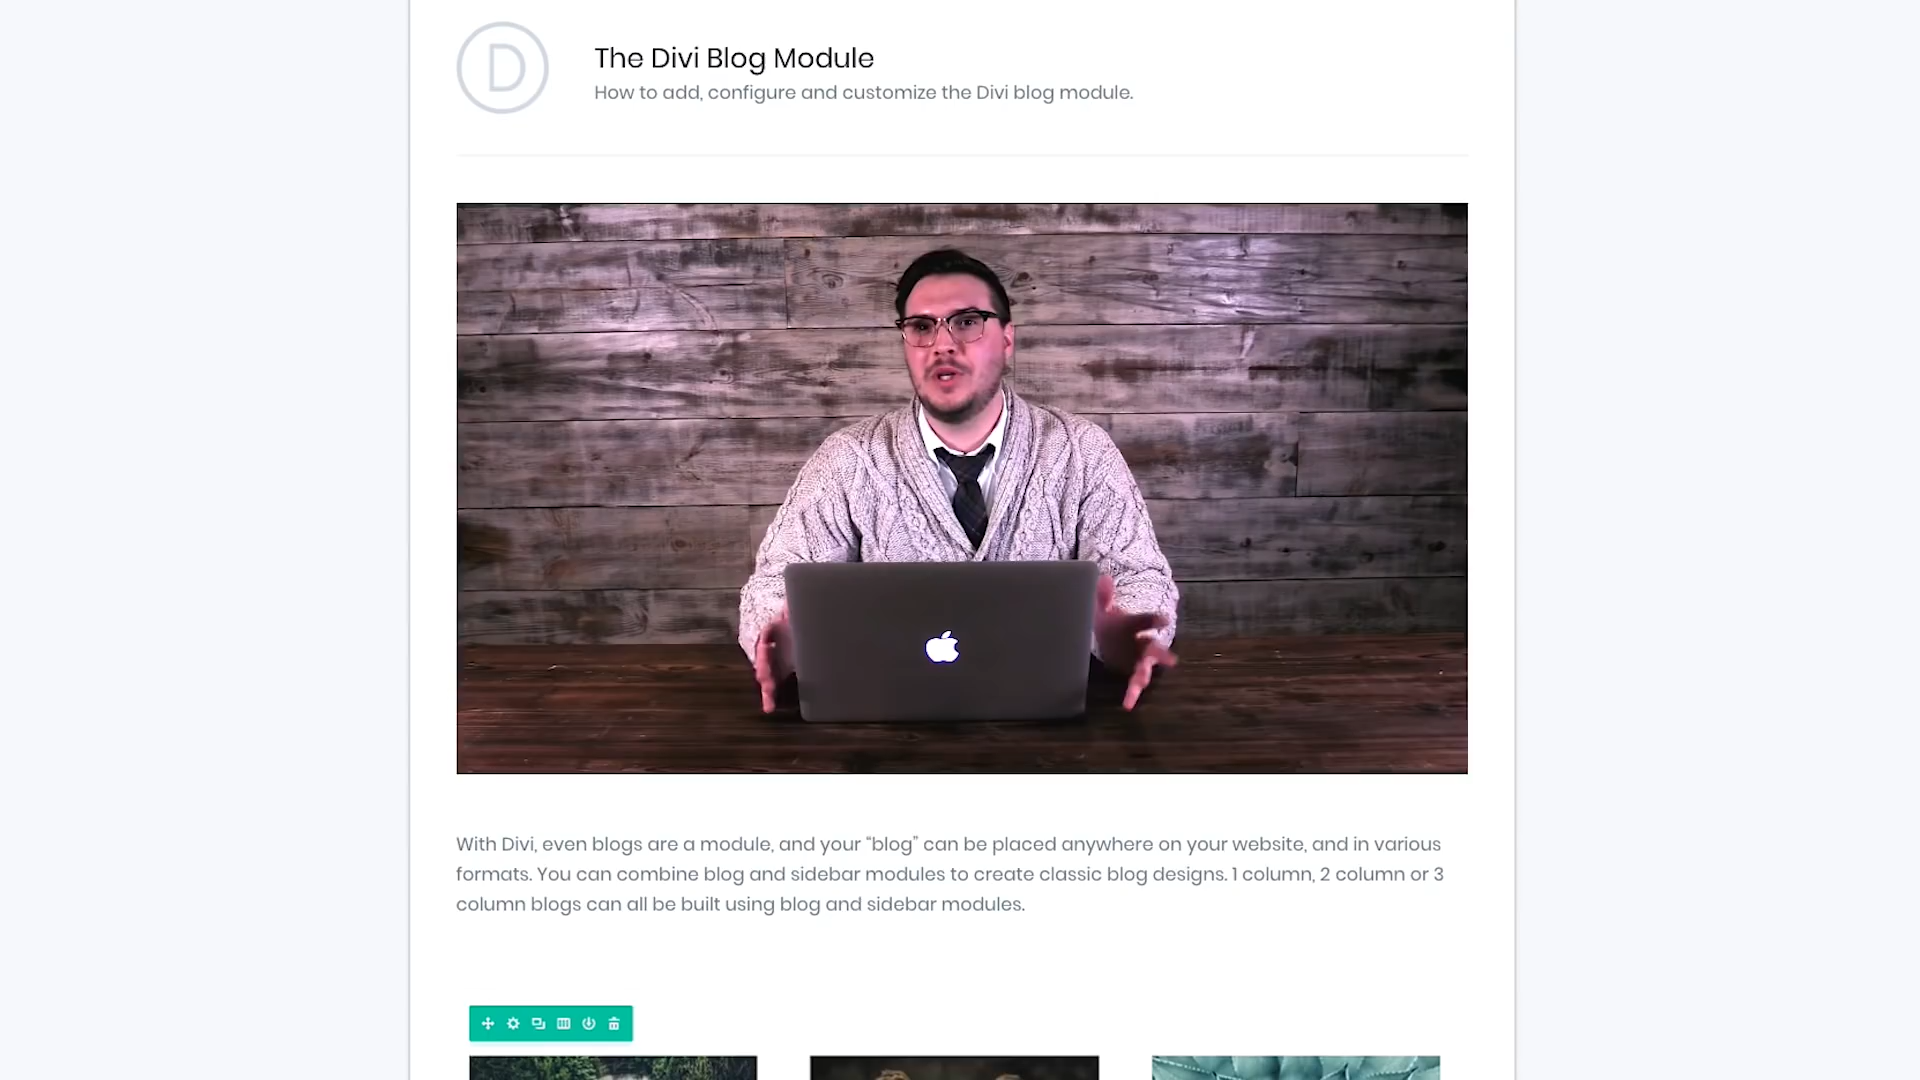 D
The Divi Blog Module
How to add, configure and customize the Divi blog module.
With Divi, even blogs are a module, and your “blog” can be placed anywhere on your website, and in various
formats. You can combine blog and sidebar modules to create classic blog designs. 1 column, 2 column or 3
column blogs can all be built using blog and sidebar modules.